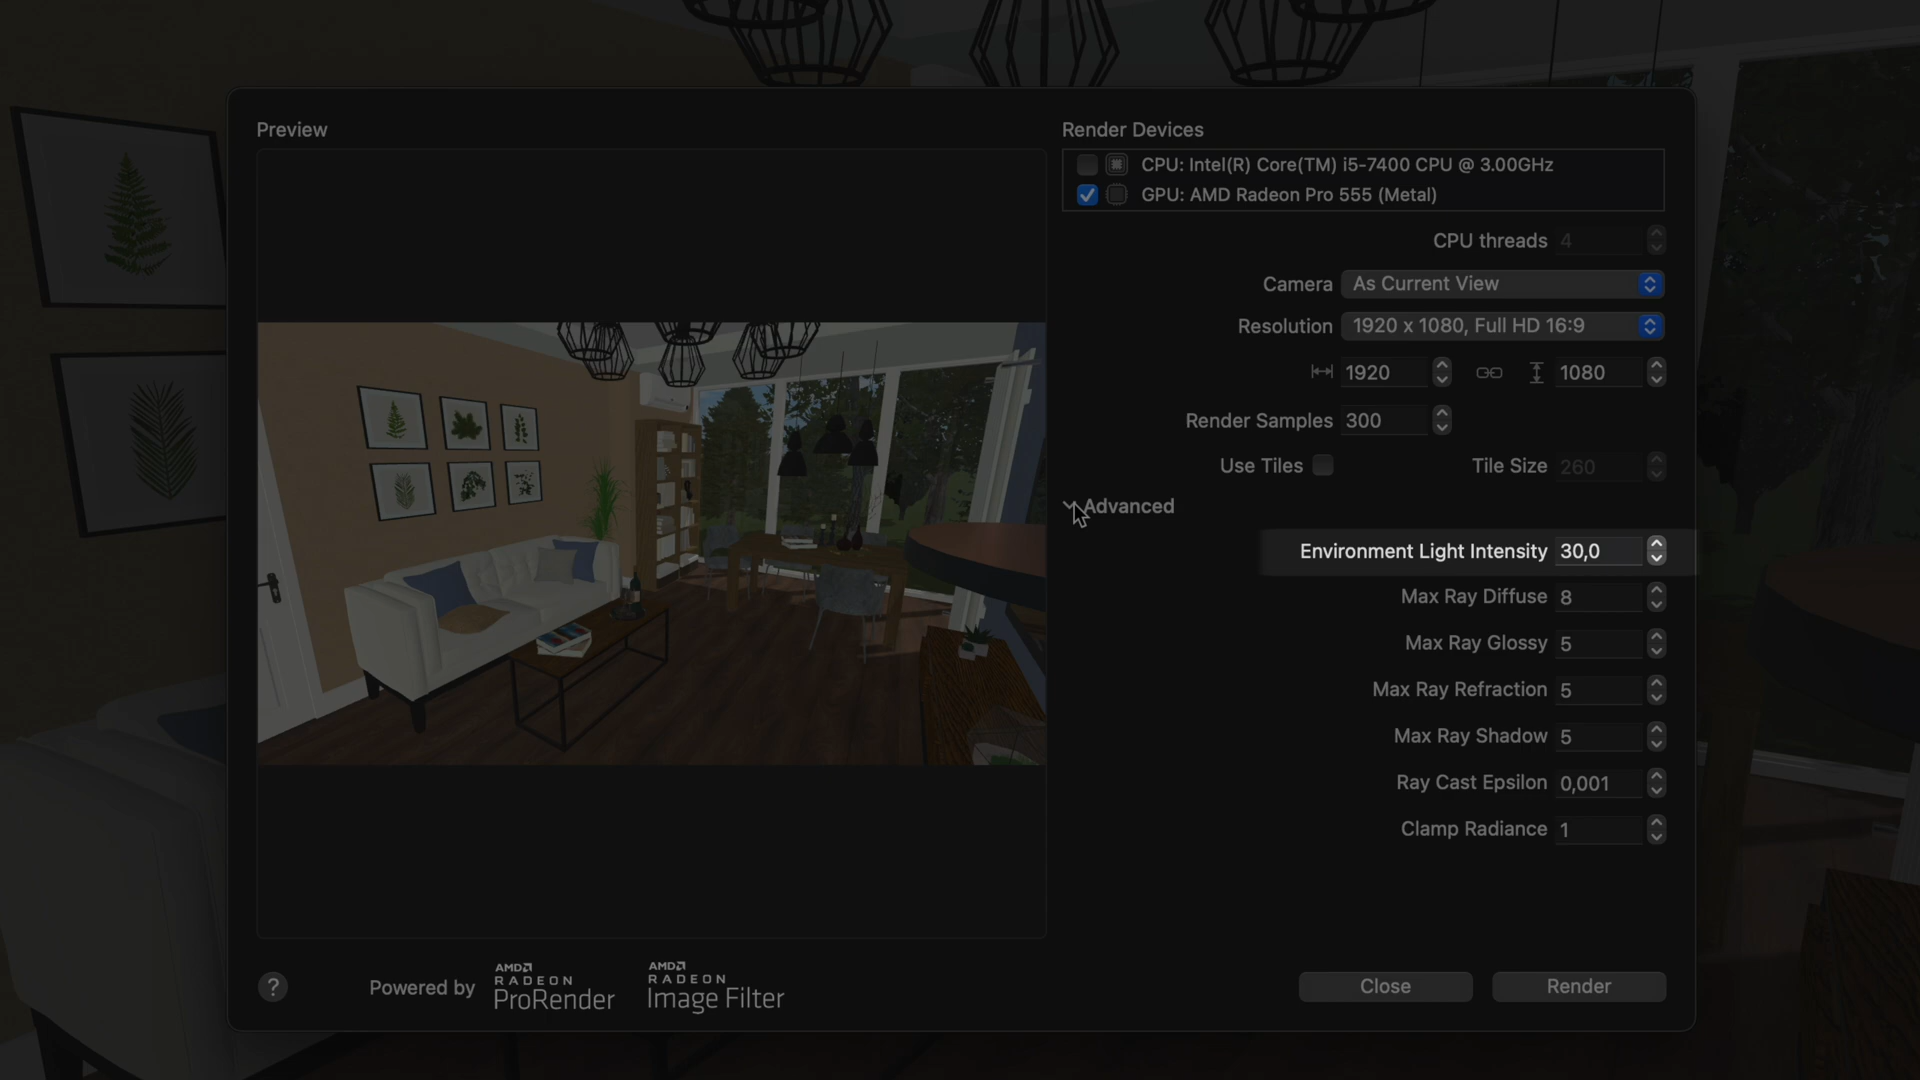 Preview
Render Devices
CPU: Intel(R) Core(TM) i5-7400 CPU @ 3.00GHz
GPU: AMD Radeon Pro 555 (Metal)
CPU threads 4
Camera As Current View
Resolution 1920 x 1080, Full HD 16:9
1920 1080
Render Samples 300
Use Tiles Tile Size 260
Advanced
Environment Light Intensity 30,0
Max Ray Diffuse 8
Max Ray Glossy 5
Max Ray Refraction 5
Max Ray Shadow 5
Ray Cast Epsilon 0,001
Clamp Radiance 1
? Powered by
AMD
RADEON
ProRender
AMD
RADEON
Image Filter
Close Render